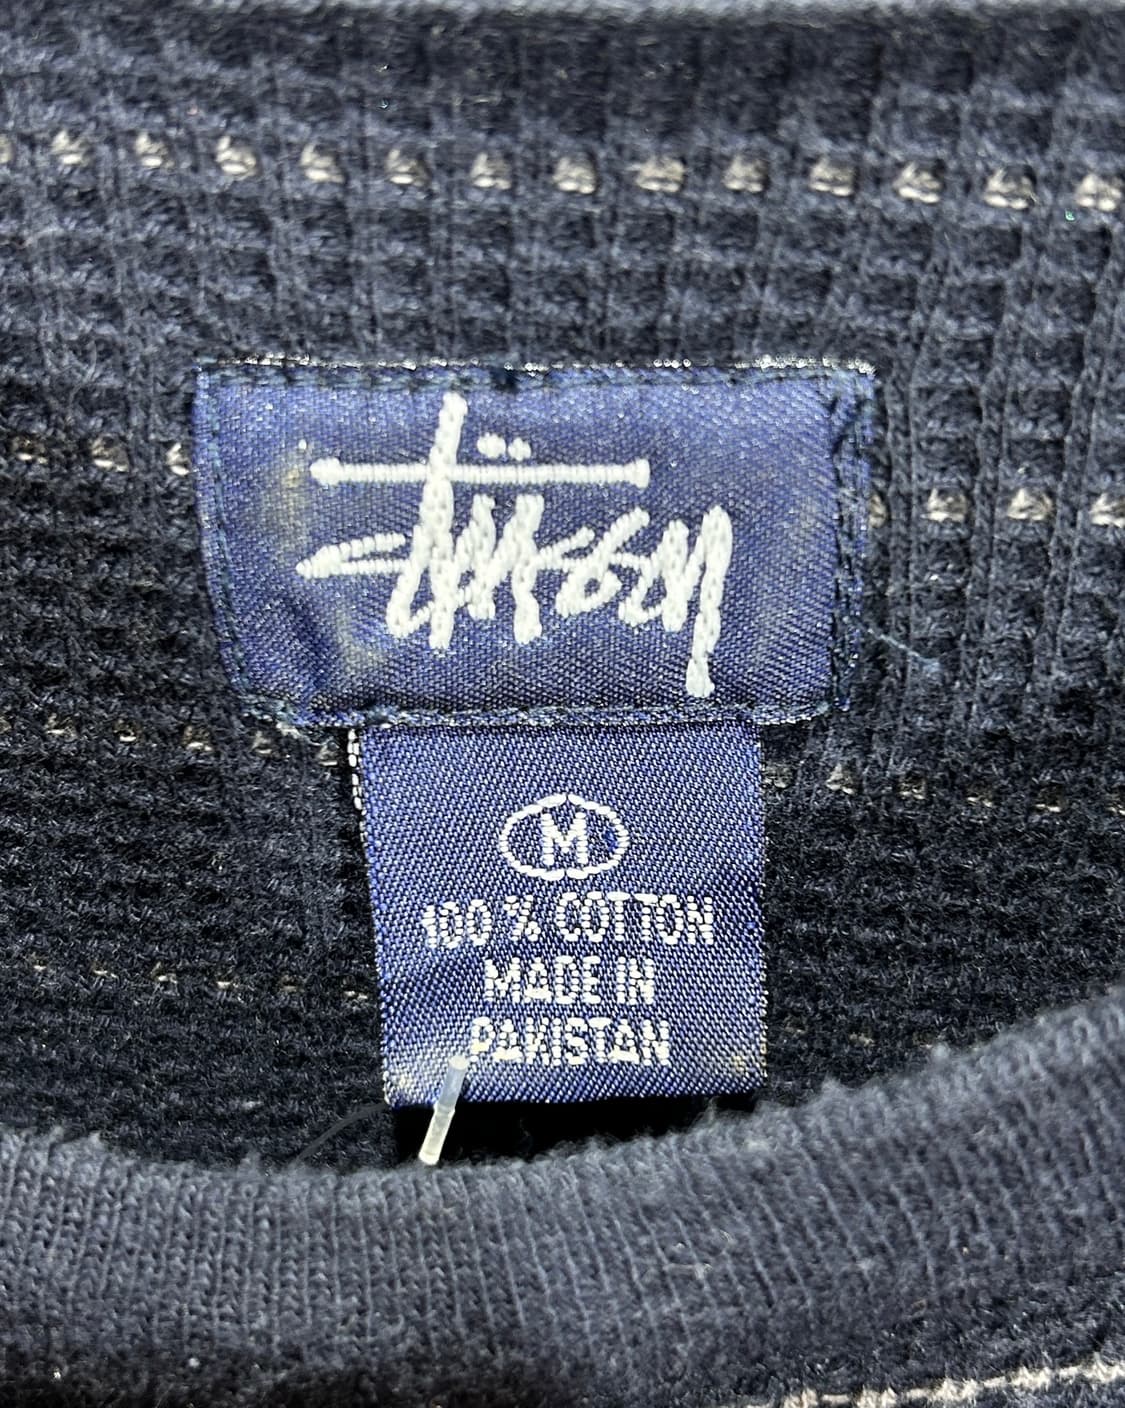 Stüssy
M
100 % COTTON
MADE IN
PAKISTAN